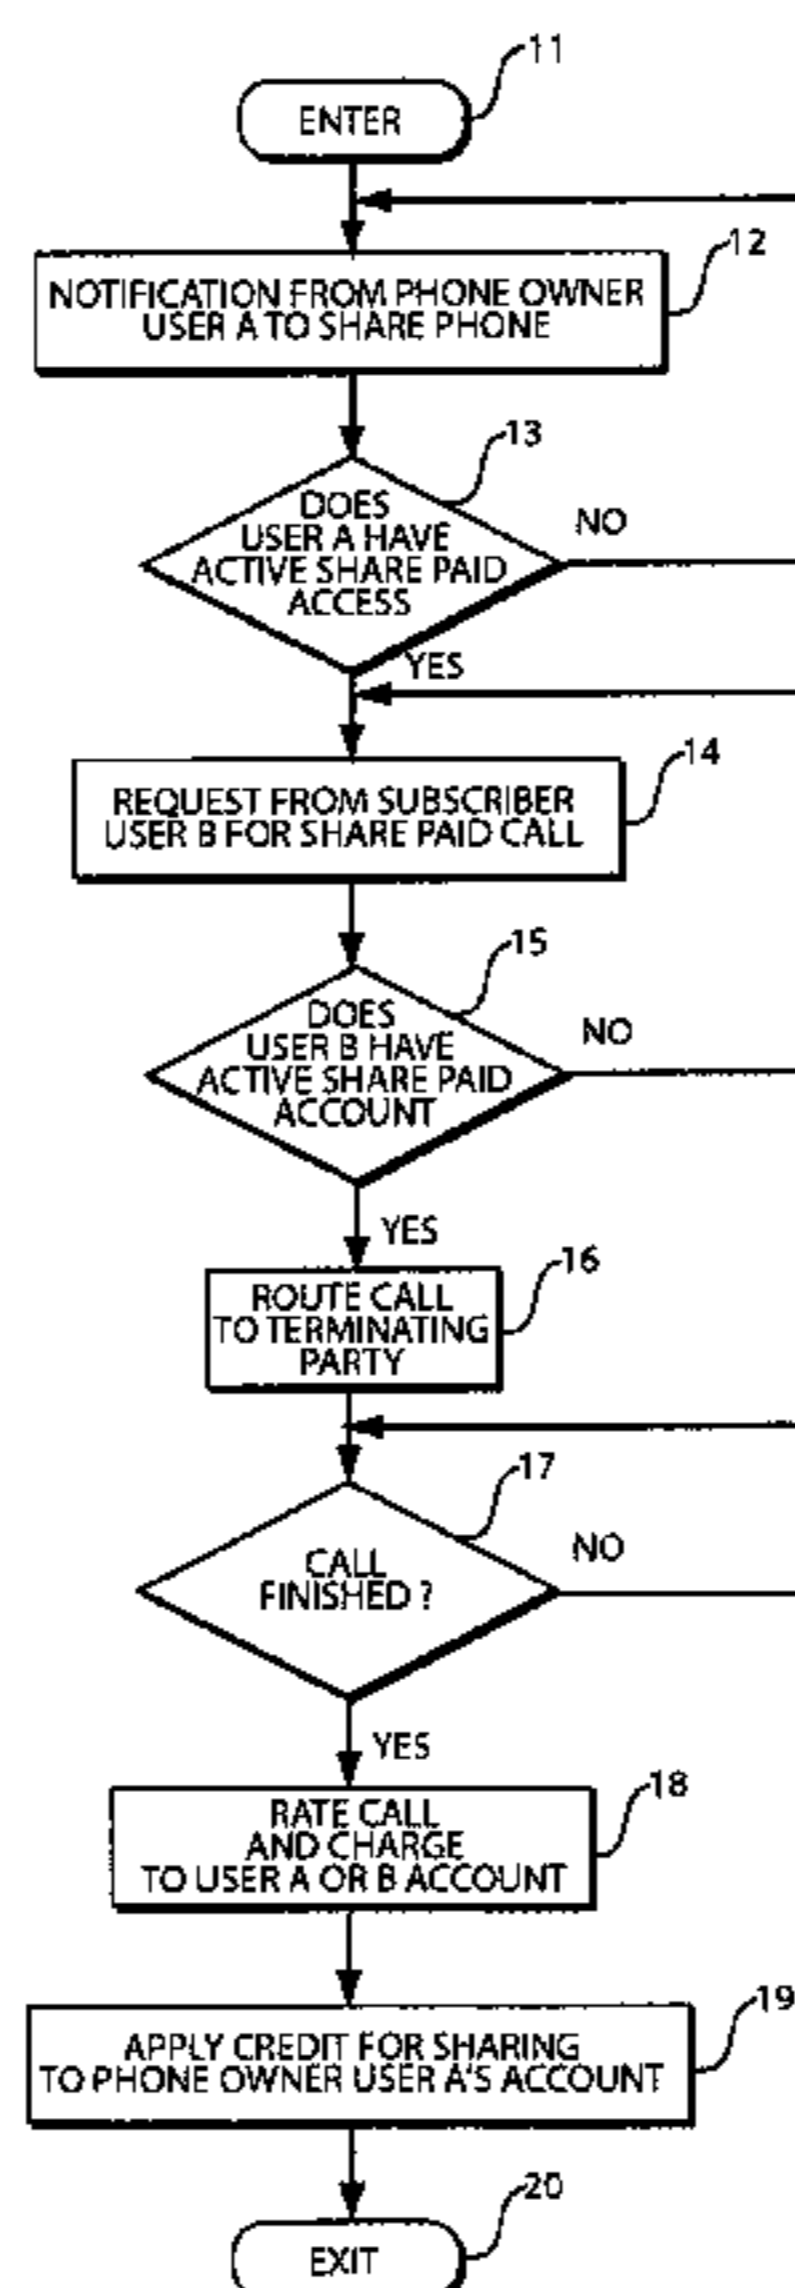 11
ENTER
12
NOTIFICATION FROM PHONE OWNER
USER A TO SHARE PHONE
13
DOES
USER A HAVE
ACTIVE SHARE PAID
ACCESS
NO
YES
14
REQUEST FROM SUBSCRIBER
USER B FOR SHARE PAID CALL
15
DOES
USER B HAVE
ACTIVE SHARE PAID
ACCOUNT
NO
YES
16
ROUTE CALL
TO TERMINATING
PARTY
17
CALL
FINISHED ?
NO
YES
18
RATE CALL
AND CHARGE
TO USER A OR B ACCOUNT
19
APPLY CREDIT FOR SHARING
TO PHONE OWNER USER A'S ACCOUNT
20
EXIT